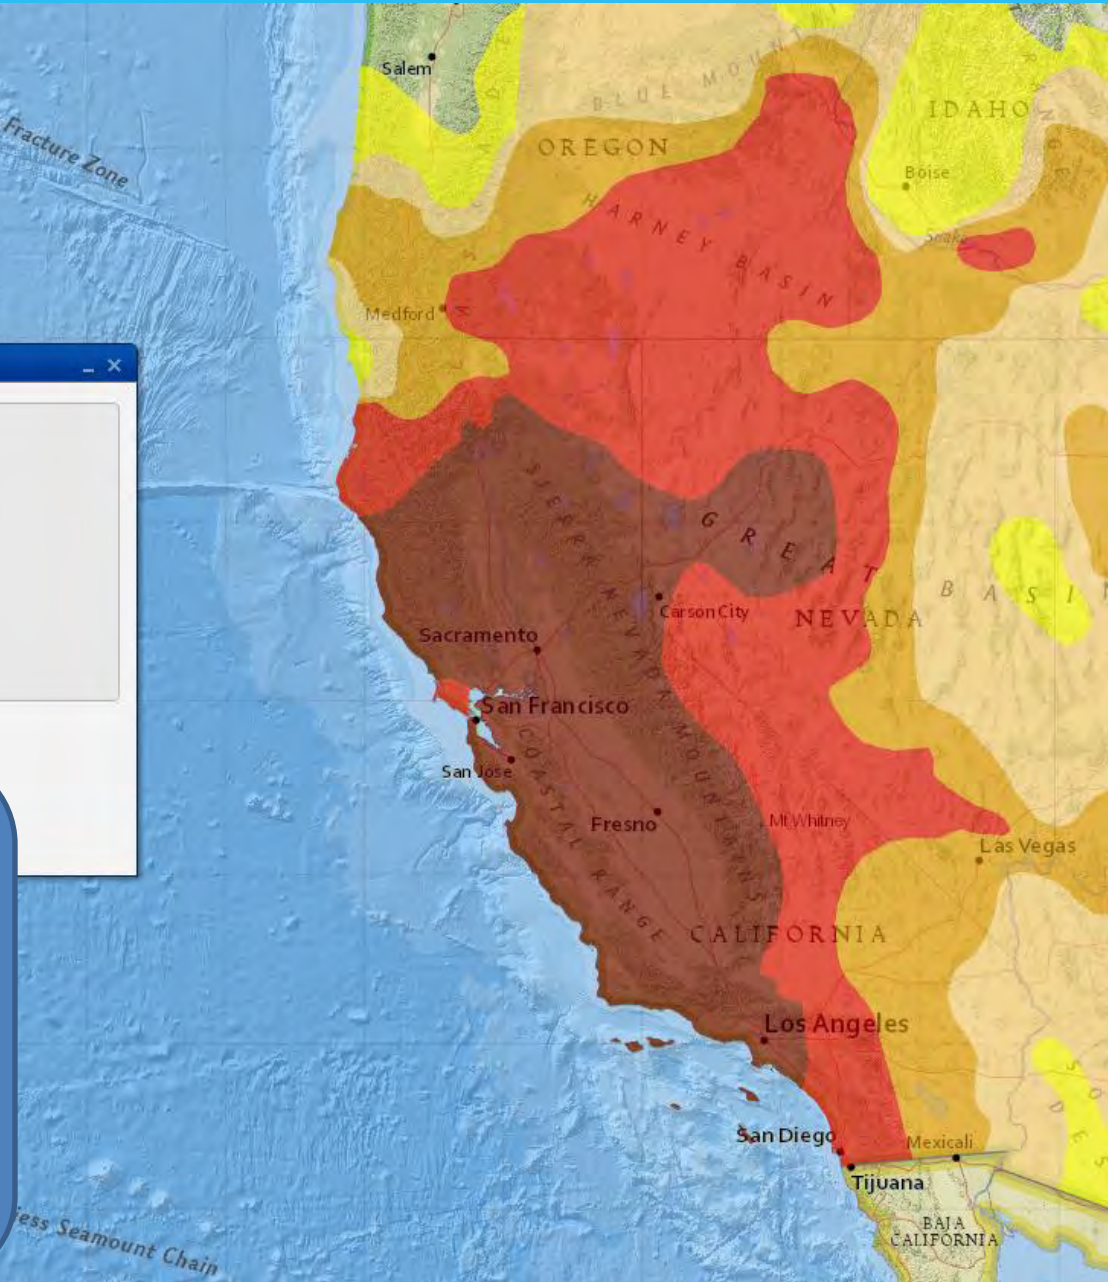 Salem
BLUE MOUNT
IDAHO
Fracture Zone
OREGON
Boise
HARNEY BASIN
Snake
Medford
SIERRA NEVADA MOUNTAINS
GREAT BASI
Carson City
NEVADA
Sacramento
San Francisco
San Jose
COASTAL RANGE
Fresno
Mt Whitney
Las Vegas
CALIFORNIA
Los Angeles
San Diego
Mexicali
Tijuana
BAJA
CALIFORNIA
Seamount Chain